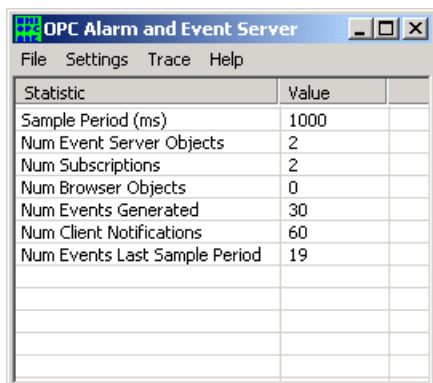 OPC Alarm and Event Server
File Settings Trace Help
Statistic Value
Sample Period (ms) 1000
Num Event Server Objects 2
Num Subscriptions 2
Num Browser Objects 0
Num Events Generated 30
Num Client Notifications 60
Num Events Last Sample Period 19